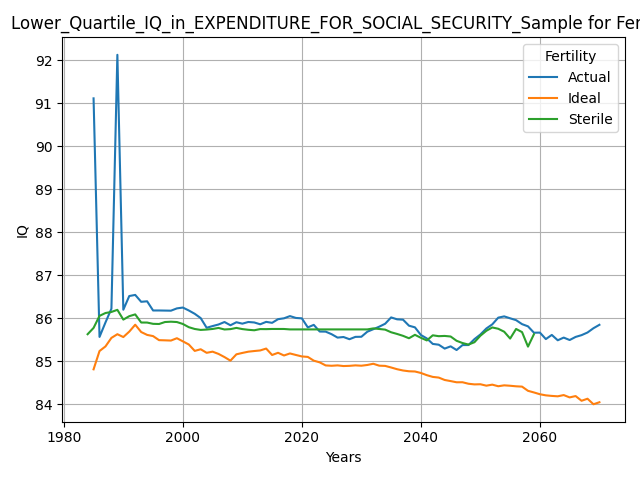 Lower_Quartile_IQ_in_EXPENDITURE_FOR_SOCIAL_SECURITY_Sample for Fer
Fertility
Actual
Ideal
Sterile
92
91
90
89
88
87
86
85
84
IQ
1980
2000
2020
2040
2060
Years